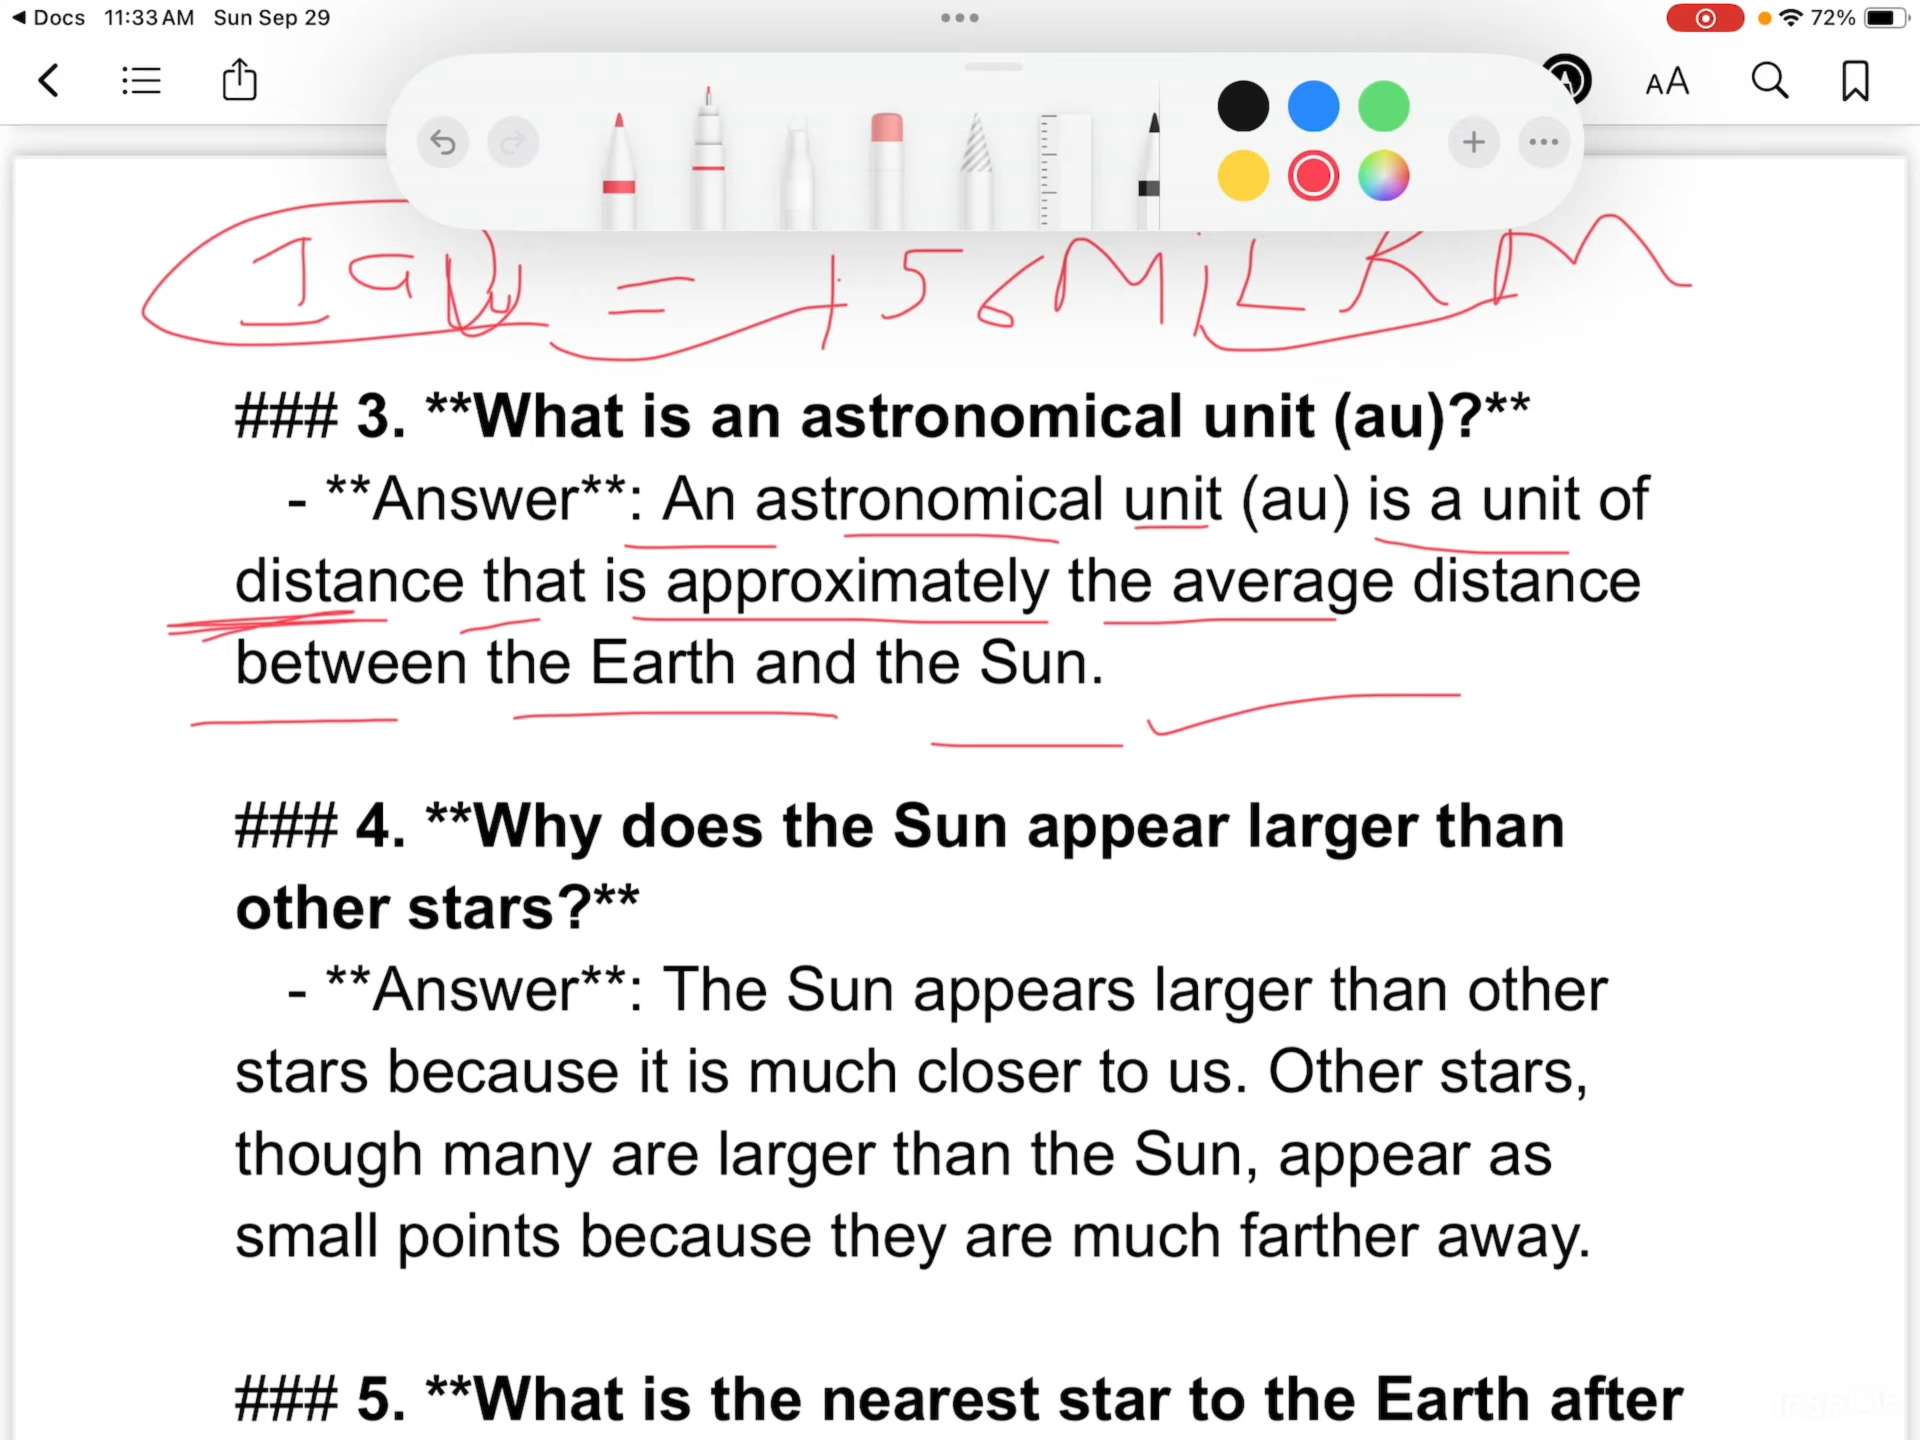 Docs 11:33 AM Sun Sep 29
72%
AA
1 au = 156 MiL KM
### 3. **What is an astronomical unit (au)?**
- **Answer**: An astronomical unit (au) is a unit of
distance that is approximately the average distance
between the Earth and the Sun.
### 4. **Why does the Sun appear larger than
other stars?**
- **Answer**: The Sun appears larger than other
stars because it is much closer to us. Other stars,
though many are larger than the Sun, appear as
small points because they are much farther away.
### 5. **What is the nearest star to the Earth after